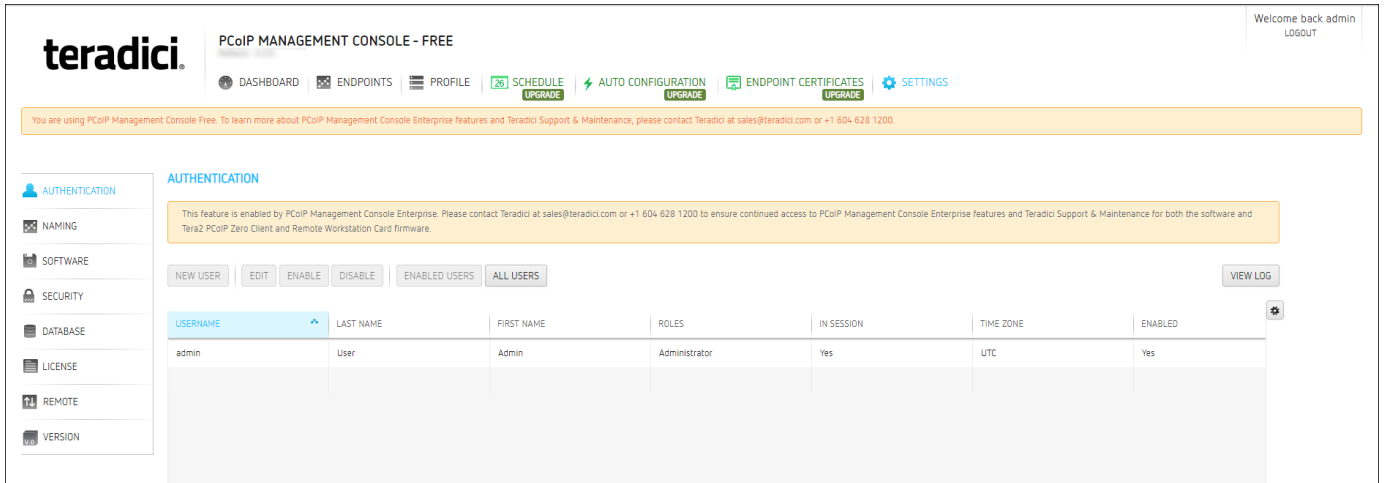 Welcome back admin
LOGOUT
teradici.
PCoIP MANAGEMENT CONSOLE - FREE
DASHBOARD ENDPOINTS PROFILE 26 SCHEDULE AUTO CONFIGURATION ENDPOINT CERTIFICATES SETTINGS
UPGRADE UPGRADE UPGRADE
You are using PCoIP Management Console Free. To learn more about PCoIP Management Console Enterprise features and Teradici Support & Maintenance, please contact Teradici at sales@teradici.com or +1 604 628 1200.
AUTHENTICATION
NAMING
SOFTWARE
SECURITY
DATABASE
LICENSE
REMOTE
V.0 VERSION
AUTHENTICATION
This feature is enabled by PCoIP Management Console Enterprise. Please contact Teradici at sales@teradici.com or +1 604 628 1200 to ensure continued access to PCoIP Management Console Enterprise features and Teradici Support & Maintenance for both the software and
Tera2 PCoIP Zero Client and Remote Workstation Card firmware.
NEW USER EDIT ENABLE DISABLE ENABLED USERS ALL USERS VIEW LOG
USERNAME LAST NAME FIRST NAME ROLES IN SESSION TIME ZONE ENABLED
admin User Admin Administrator Yes UTC Yes